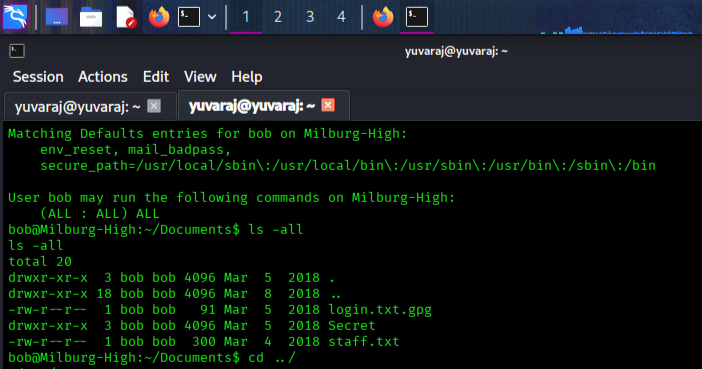 1 2 3 4
yuvaraj@yuvaraj: ~
Session Actions Edit View Help
yuvaraj@yuvaraj: ~ yuvaraj@yuvaraj: ~
Matching Defaults entries for bob on Milburg-High:
env_reset, mail_badpass,
secure_path=/usr/local/sbin\:/usr/local/bin\:/usr/sbin\:/usr/bin\:/sbin\:/bin
User bob may run the following commands on Milburg-High:
(ALL : ALL) ALL
bob@Milburg-High:~/Documents$ ls -all
ls -all
total 20
drwxr-xr-x 3 bob bob 4096 Mar 5 2018 .
drwxr-xr-x 18 bob bob 4096 Mar 8 2018 ..
-rw-r--r-- 1 bob bob 91 Mar 5 2018 login.txt.gpg
drwxr-xr-x 3 bob bob 4096 Mar 5 2018 Secret
-rw-r--r-- 1 bob bob 300 Mar 4 2018 staff.txt
bob@Milburg-High:~/Documents$ cd ../